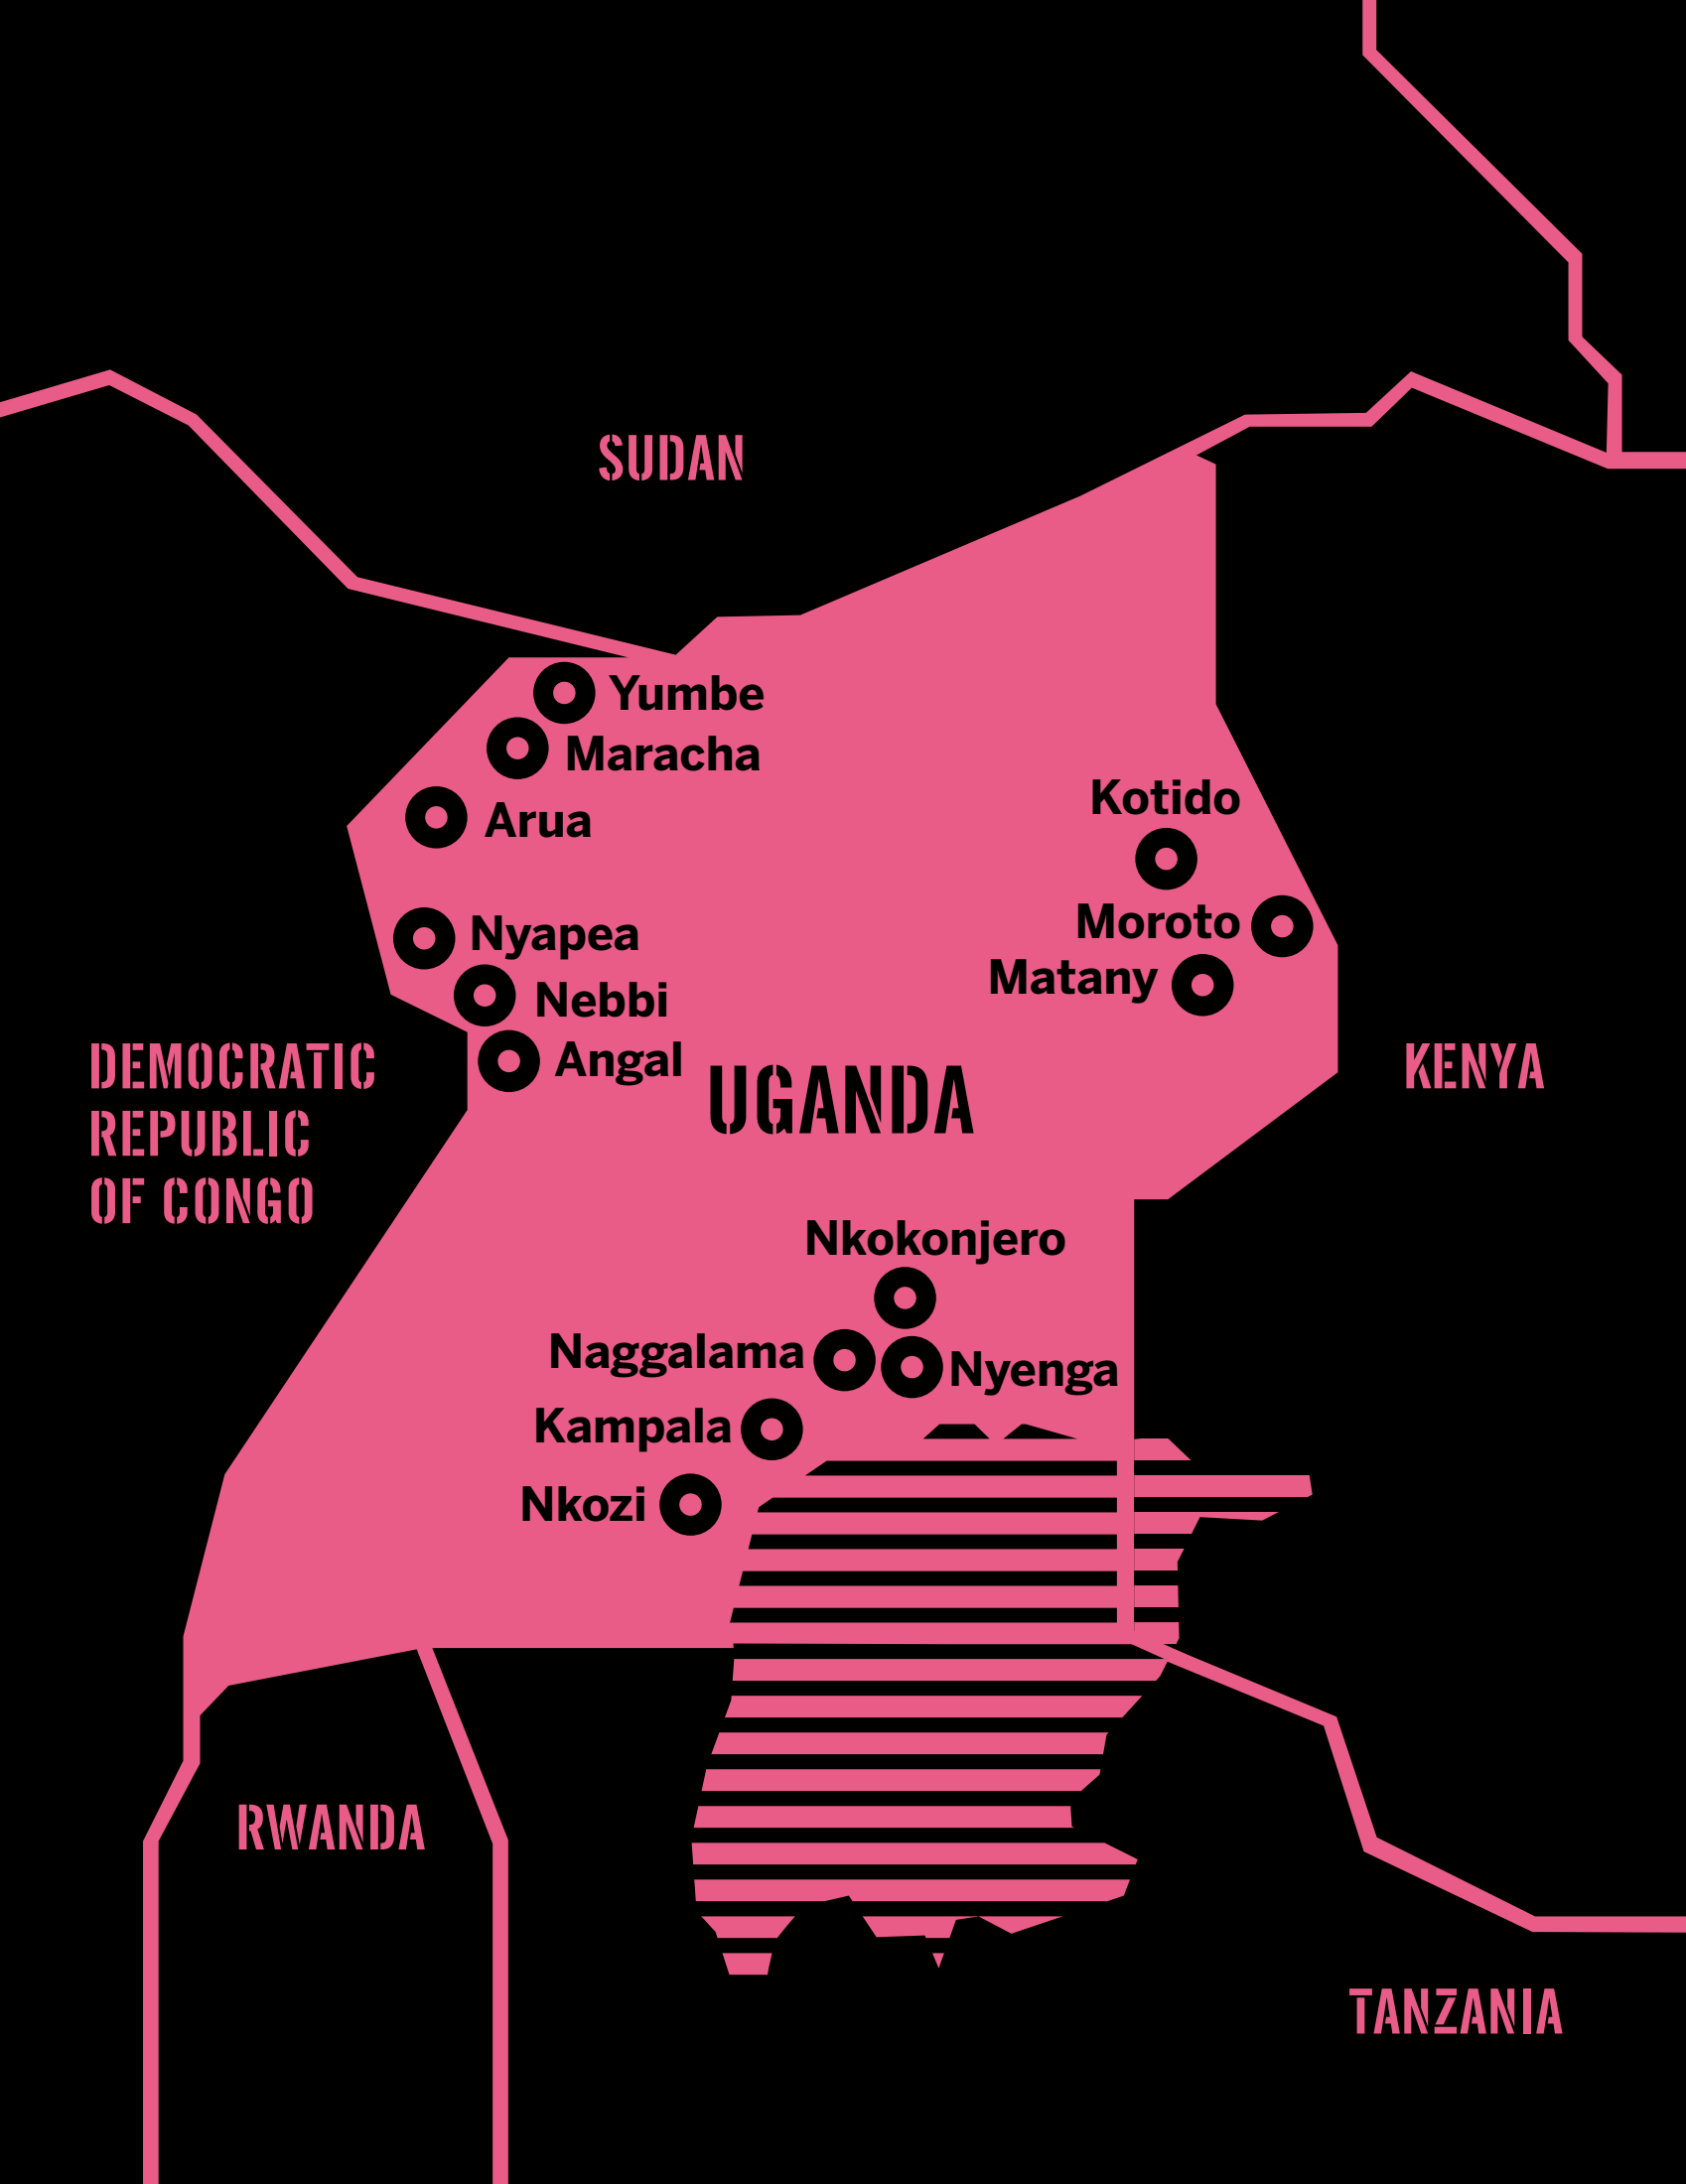 SUDAN
Yumbe
Maracha
Arua
Kotido
Moroto
Matany
Nyapea
Nebbi
Angal
UGANDA
DEMOCRATIC
REPUBLIC
OF CONGO
KENYA
Nkokonjero
Naggalama
Nyenga
Kampala
Nkozi
RWANDA
TANZANIA